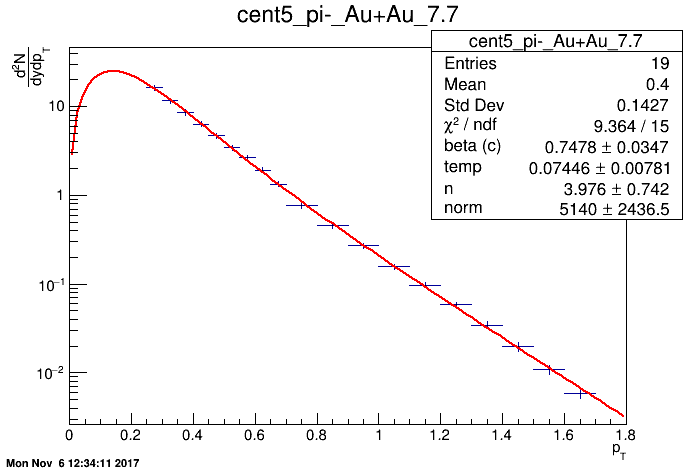 cent5_pi-_Au+Au_7.7
d²N
dydp_T
cent5_pi-_Au+Au_7.7
Entries 19
Mean 0.4
Std Dev 0.1427
χ² / ndf 9.364 / 15
beta (c) 0.7478 ± 0.0347
temp 0.07446 ± 0.00781
n 3.976 ± 0.742
norm 5140 ± 2436.5
10
1
10⁻¹
10⁻²
0 0.2 0.4 0.6 0.8 1 1.2 1.4 1.6 1.8
p_T
Mon Nov 6 12:34:11 2017